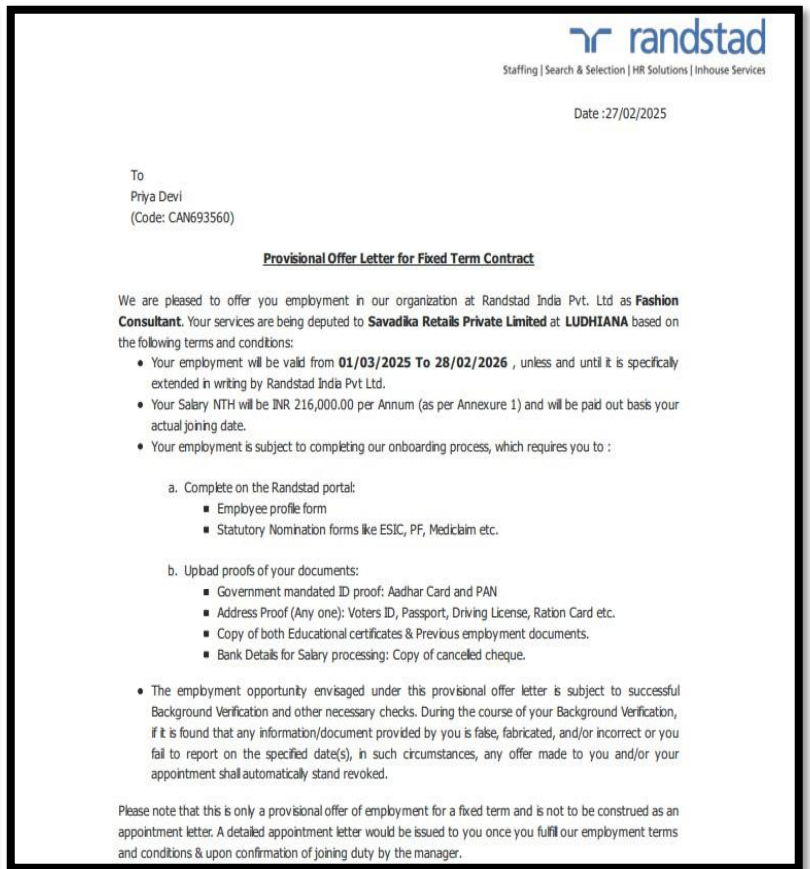 randstad
Staffing | Search & Selection | HR Solutions | Inhouse Services
Date :27/02/2025
To
Priya Devi
(Code: CAN693560)
Provisional Offer Letter for Fixed Term Contract
We are pleased to offer you employment in our organization at Randstad India Pvt. Ltd as Fashion
Consultant. Your services are being deputed to Savadika Retails Private Limited at LUDHIANA based on
the following terms and conditions:
• Your employment will be valid from 01/03/2025 To 28/02/2026 , unless and until it is specifically
extended in writing by Randstad India Pvt Ltd.
• Your Salary NTH will be INR 216,000.00 per Annum (as per Annexure 1) and will be paid out basis your
actual joining date.
• Your employment is subject to completing our onboarding process, which requires you to :
a. Complete on the Randstad portal:
▪ Employee profile form
▪ Statutory Nomination forms like ESIC, PF, Mediclaim etc.
b. Upload proofs of your documents:
▪ Government mandated ID proof: Aadhar Card and PAN
▪ Address Proof (Any one): Voters ID, Passport, Driving License, Ration Card etc.
▪ Copy of both Educational certificates & Previous employment documents.
▪ Bank Details for Salary processing: Copy of cancelled cheque.
• The employment opportunity envisaged under this provisional offer letter is subject to successful
Background Verification and other necessary checks. During the course of your Background Verification,
if it is found that any information/document provided by you is false, fabricated, and/or incorrect or you
fail to report on the specified date(s), in such circumstances, any offer made to you and/or your
appointment shall automatically stand revoked.
Please note that this is only a provisional offer of employment for a fixed term and is not to be construed as an
appointment letter. A detailed appointment letter would be issued to you once you fulfill our employment terms
and conditions & upon confirmation of joining duty by the manager.